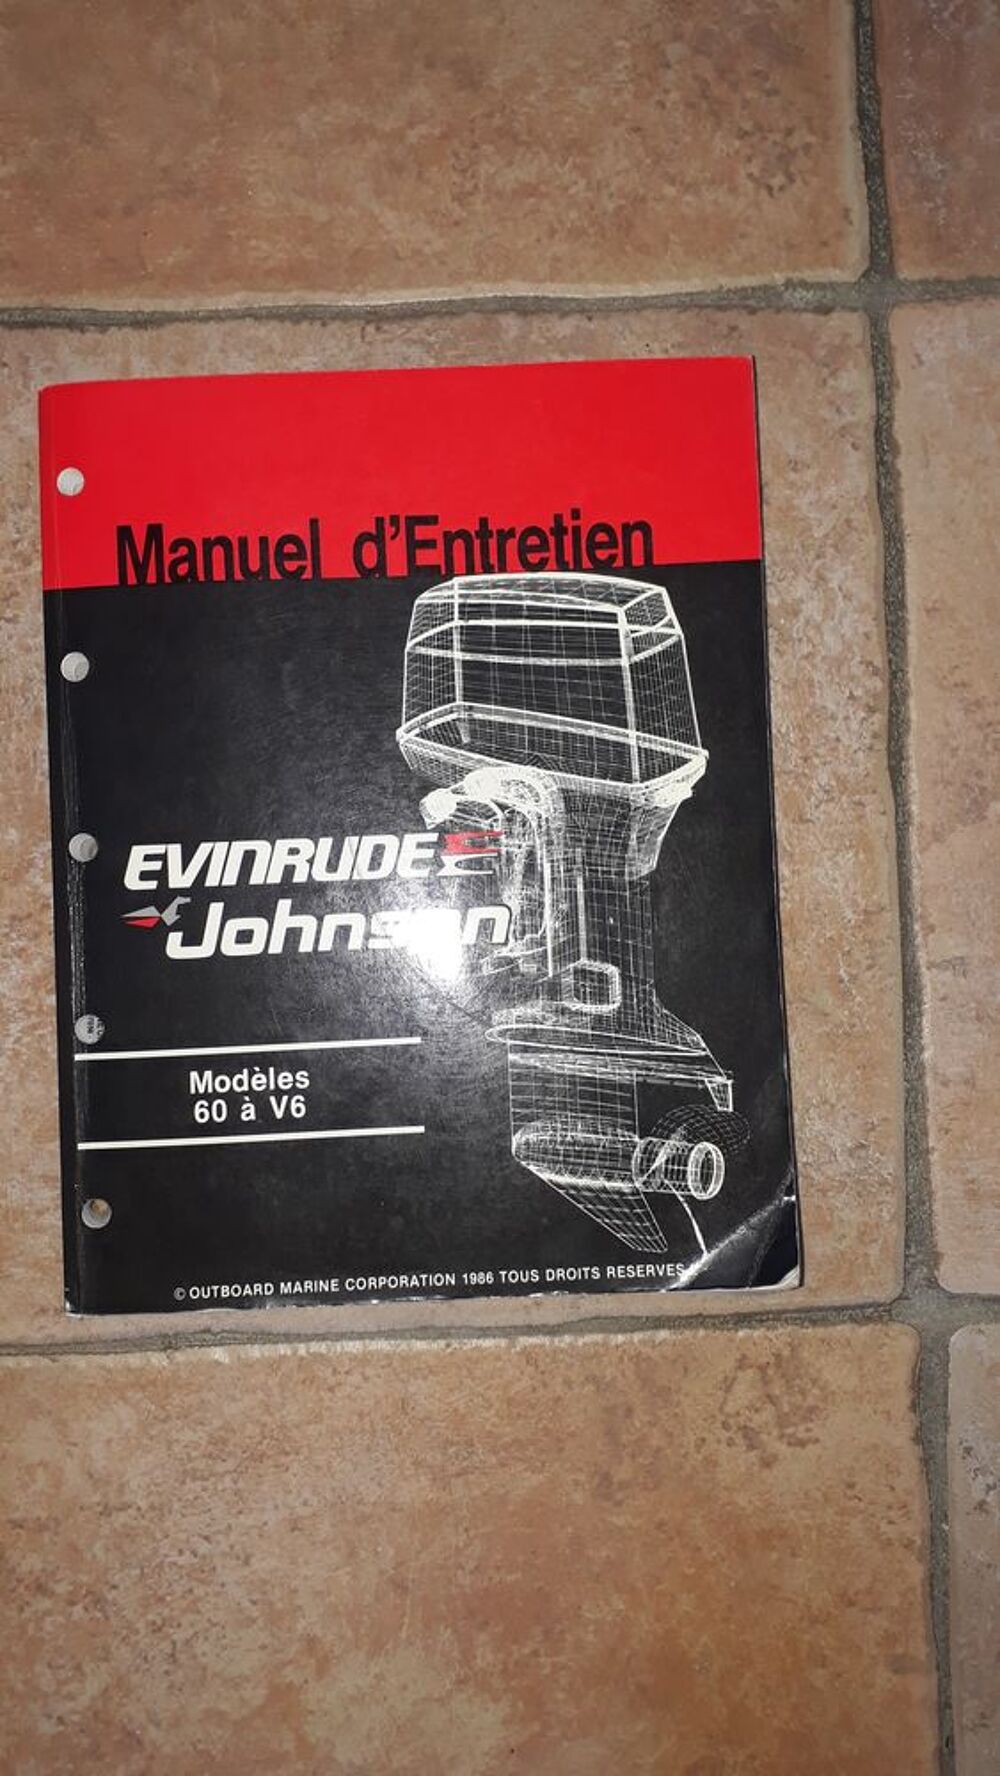 Manuel d'Entretien
EVINRUDE
Johnson
Modèles
60 à V6
© OUTBOARD MARINE CORPORATION 1986 TOUS DROITS RESERVES